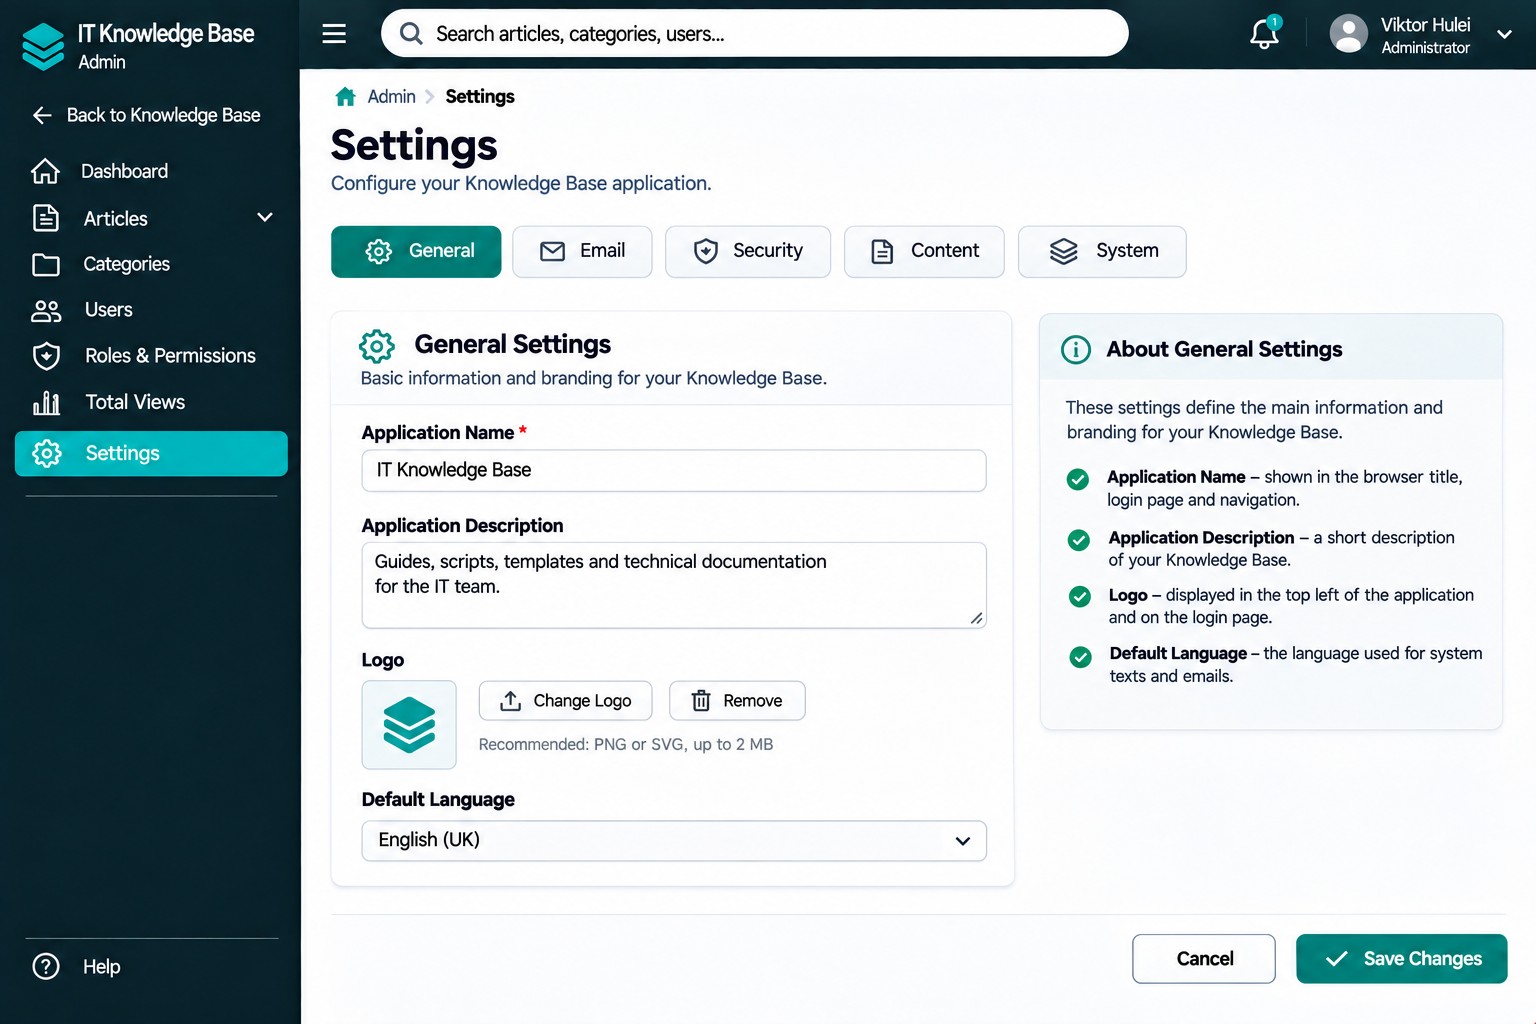 IT Knowledge Base
Admin
Back to Knowledge Base
Dashboard
Articles
Categories
Users
Roles & Permissions
Total Views
Settings
Help
Search articles, categories, users...
1
Viktor Hulei
Administrator
Admin > Settings
Settings
Configure your Knowledge Base application.
General
Email
Security
Content
System
General Settings
Basic information and branding for your Knowledge Base.
Application Name *
IT Knowledge Base
Application Description
Guides, scripts, templates and technical documentation
for the IT team.
Logo
Change Logo
Remove
Recommended: PNG or SVG, up to 2 MB
Default Language
English (UK)
About General Settings
These settings define the main information and
branding for your Knowledge Base.
Application Name – shown in the browser title,
login page and navigation.
Application Description – a short description
of your Knowledge Base.
Logo – displayed in the top left of the application
and on the login page.
Default Language – the language used for system
texts and emails.
Cancel
Save Changes